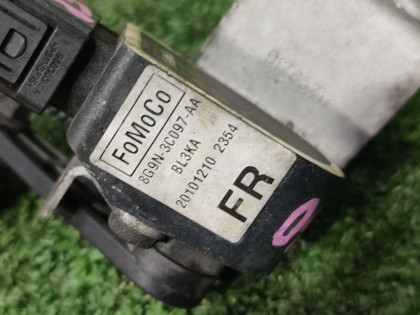 FoMoCo
8G9N-3C097-AA
BL3KA
20101210 2354
FR